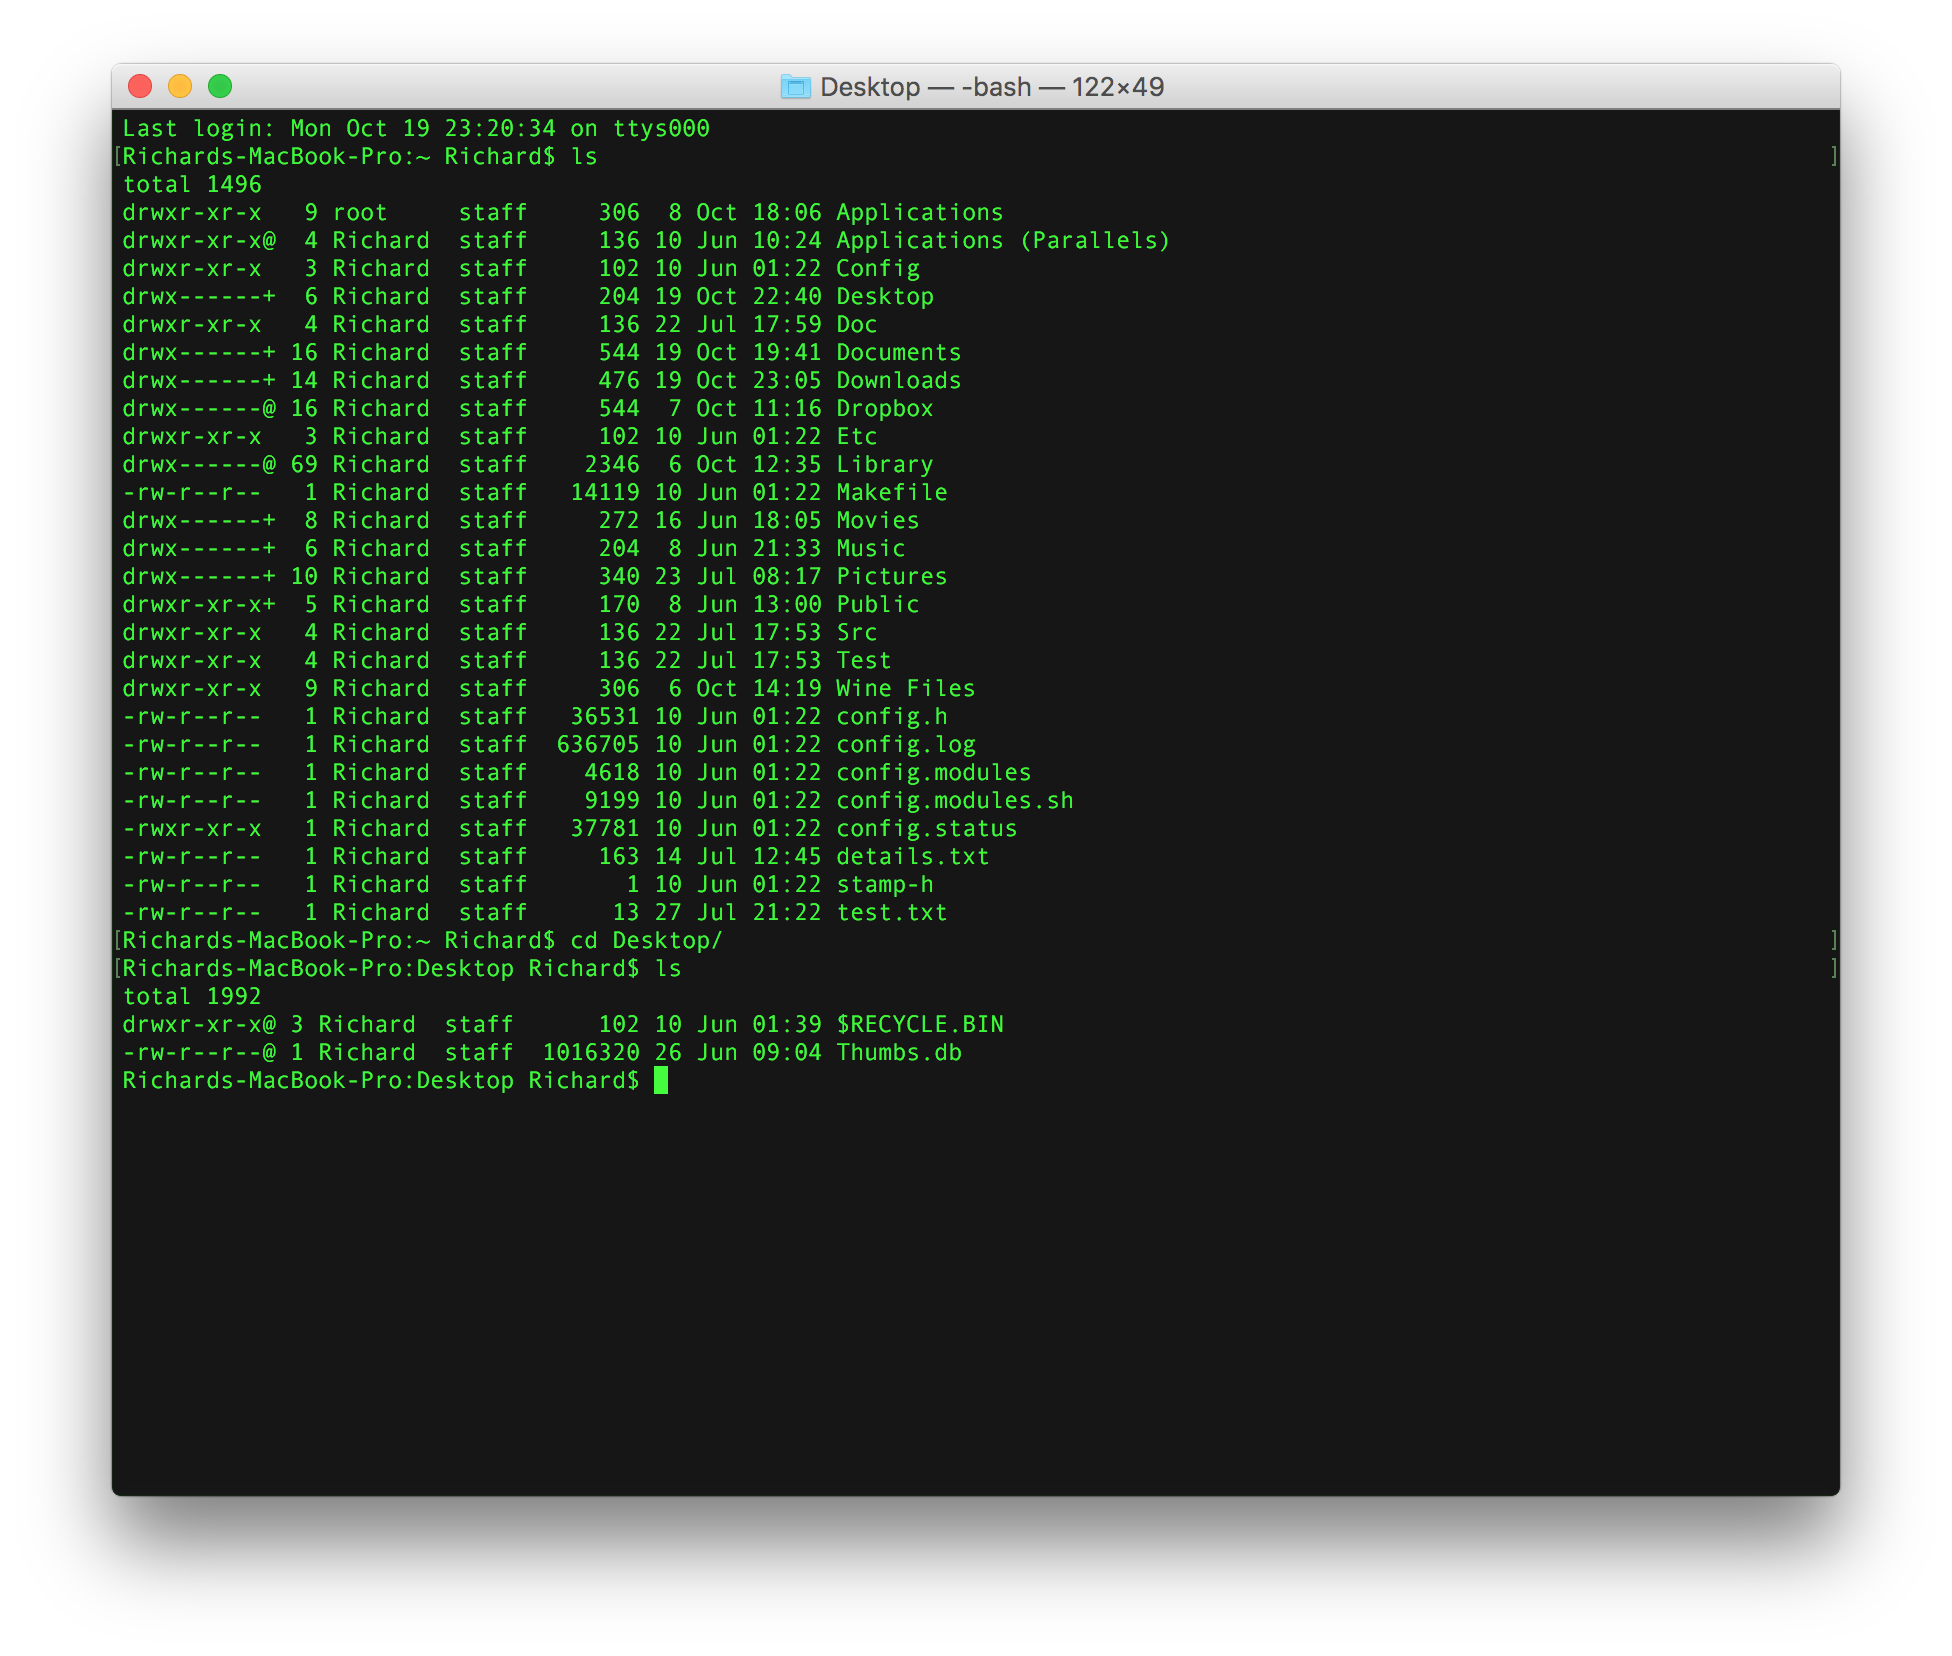 Desktop — -bash — 122×49
Last login: Mon Oct 19 23:20:34 on ttys000
[Richards-MacBook-Pro:~ Richard$ ls ]
total 1496
drwxr-xr-x   9 root     staff     306  8 Oct 18:06 Applications
drwxr-xr-x@  4 Richard  staff     136 10 Jun 10:24 Applications (Parallels)
drwxr-xr-x   3 Richard  staff     102 10 Jun 01:22 Config
drwx------+  6 Richard  staff     204 19 Oct 22:40 Desktop
drwxr-xr-x   4 Richard  staff     136 22 Jul 17:59 Doc
drwx------+ 16 Richard  staff     544 19 Oct 19:41 Documents
drwx------+ 14 Richard  staff     476 19 Oct 23:05 Downloads
drwx------@ 16 Richard  staff     544  7 Oct 11:16 Dropbox
drwxr-xr-x   3 Richard  staff     102 10 Jun 01:22 Etc
drwx------@ 69 Richard  staff    2346  6 Oct 12:35 Library
-rw-r--r--   1 Richard  staff   14119 10 Jun 01:22 Makefile
drwx------+  8 Richard  staff     272 16 Jun 18:05 Movies
drwx------+  6 Richard  staff     204  8 Jun 21:33 Music
drwx------+ 10 Richard  staff     340 23 Jul 08:17 Pictures
drwxr-xr-x+  5 Richard  staff     170  8 Jun 13:00 Public
drwxr-xr-x   4 Richard  staff     136 22 Jul 17:53 Src
drwxr-xr-x   4 Richard  staff     136 22 Jul 17:53 Test
drwxr-xr-x   9 Richard  staff     306  6 Oct 14:19 Wine Files
-rw-r--r--   1 Richard  staff   36531 10 Jun 01:22 config.h
-rw-r--r--   1 Richard  staff  636705 10 Jun 01:22 config.log
-rw-r--r--   1 Richard  staff    4618 10 Jun 01:22 config.modules
-rw-r--r--   1 Richard  staff    9199 10 Jun 01:22 config.modules.sh
-rwxr-xr-x   1 Richard  staff   37781 10 Jun 01:22 config.status
-rw-r--r--   1 Richard  staff     163 14 Jul 12:45 details.txt
-rw-r--r--   1 Richard  staff       1 10 Jun 01:22 stamp-h
-rw-r--r--   1 Richard  staff      13 27 Jul 21:22 test.txt
[Richards-MacBook-Pro:~ Richard$ cd Desktop/ ]
[Richards-MacBook-Pro:Desktop Richard$ ls ]
total 1992
drwxr-xr-x@ 3 Richard  staff      102 10 Jun 01:39 $RECYCLE.BIN
-rw-r--r--@ 1 Richard  staff  1016320 26 Jun 09:04 Thumbs.db
Richards-MacBook-Pro:Desktop Richard$